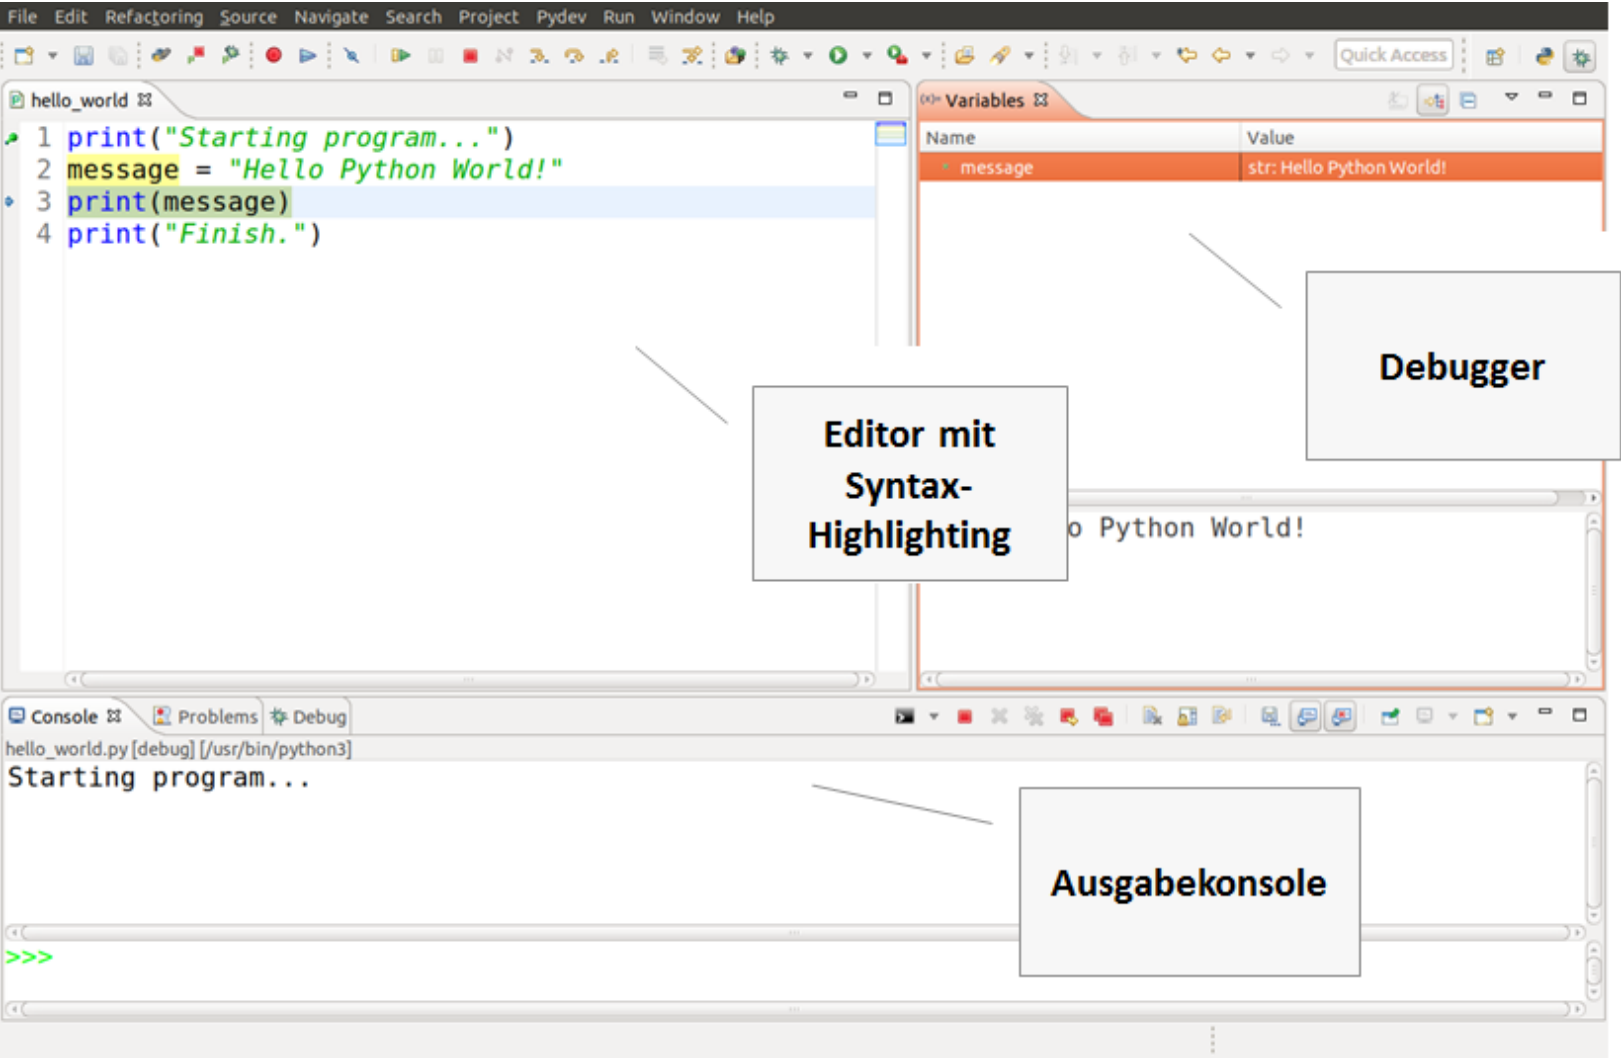 File Edit Refactoring Source Navigate Search Project Pydev Run Window Help
Quick Access
hello_world
1 print("Starting program...")
2 message = "Hello Python World!"
3 print(message)
4 print("Finish.")
Variables
Name Value
message str: Hello Python World!
Debugger
Editor mit
Syntax-
Highlighting
o Python World!
Console Problems Debug
hello_world.py [debug] [/usr/bin/python3]
Starting program...
Ausgabekonsole
>>>